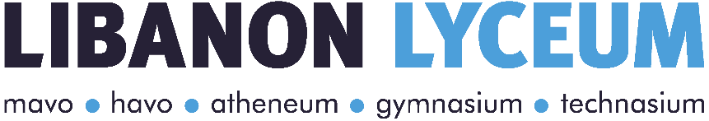 LIBANON LYCEUM
mavo • havo • atheneum • gymnasium • technasium